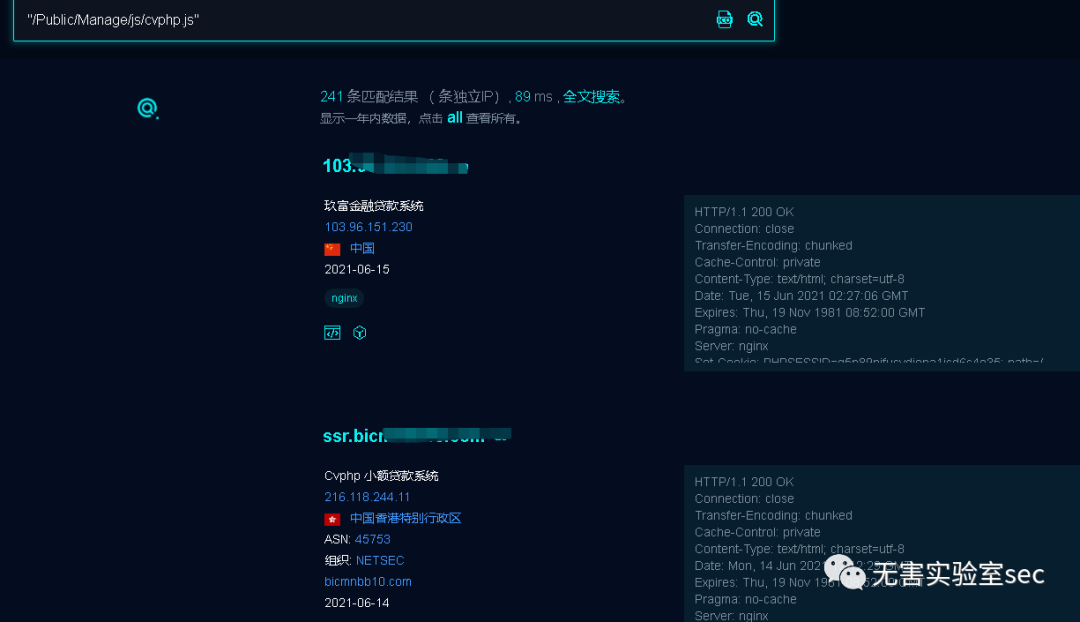 "/Public/Manage/js/cvphp.js"
241 条匹配结果 （ 条独立IP）, 89 ms , 全文搜索。
显示一年内数据，点击 all 查看所有。
103.
玖富金融贷款系统
103.96.151.230
中国
2021-06-15
nginx
HTTP/1.1 200 OK
Connection: close
Transfer-Encoding: chunked
Cache-Control: private
Content-Type: text/html; charset=utf-8
Date: Tue, 15 Jun 2021 02:27:06 GMT
Expires: Thu, 19 Nov 1981 08:52:00 GMT
Pragma: no-cache
Server: nginx
ssr.bicm
Cvphp 小额贷款系统
216.118.244.11
中国香港特别行政区
ASN: 45753
组织: NETSEC
bicmnbb10.com
2021-06-14
HTTP/1.1 200 OK
Connection: close
Transfer-Encoding: chunked
Cache-Control: private
Content-Type: text/html; charset=utf-8
Date: Mon, 14 Jun 2021
Expires: Thu, 19 Nov 1981
Pragma: no-cache
Server: nginx
无害实验室sec